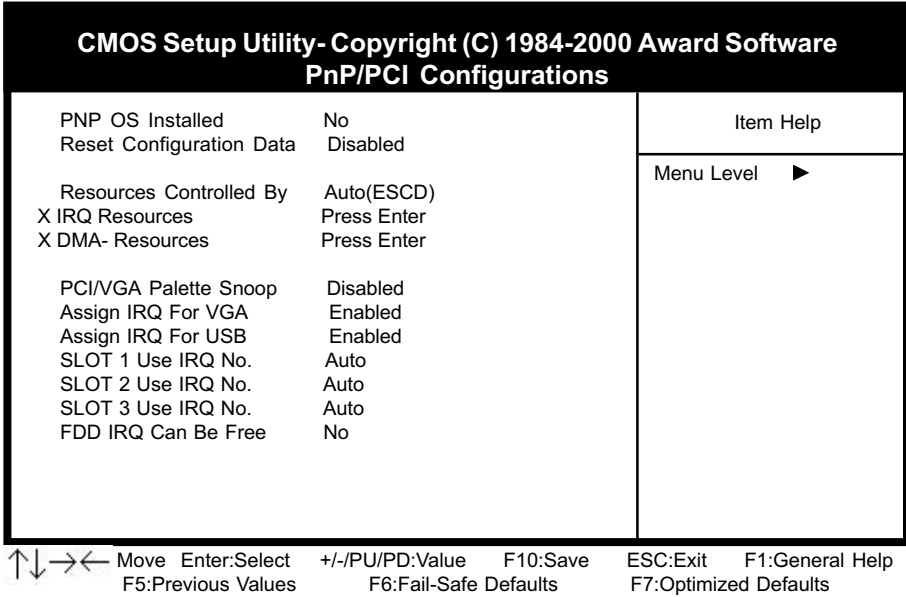 CMOS Setup Utility- Copyright (C) 1984-2000 Award Software
PnP/PCI Configurations
PNP OS Installed No
Reset Configuration Data Disabled
Resources Controlled By Auto(ESCD)
X IRQ Resources Press Enter
X DMA- Resources Press Enter
PCI/VGA Palette Snoop Disabled
Assign IRQ For VGA Enabled
Assign IRQ For USB Enabled
SLOT 1 Use IRQ No. Auto
SLOT 2 Use IRQ No. Auto
SLOT 3 Use IRQ No. Auto
FDD IRQ Can Be Free No
Item Help
Menu Level ►
↑↓→← Move Enter:Select +/-/PU/PD:Value F10:Save ESC:Exit F1:General Help
F5:Previous Values F6:Fail-Safe Defaults F7:Optimized Defaults